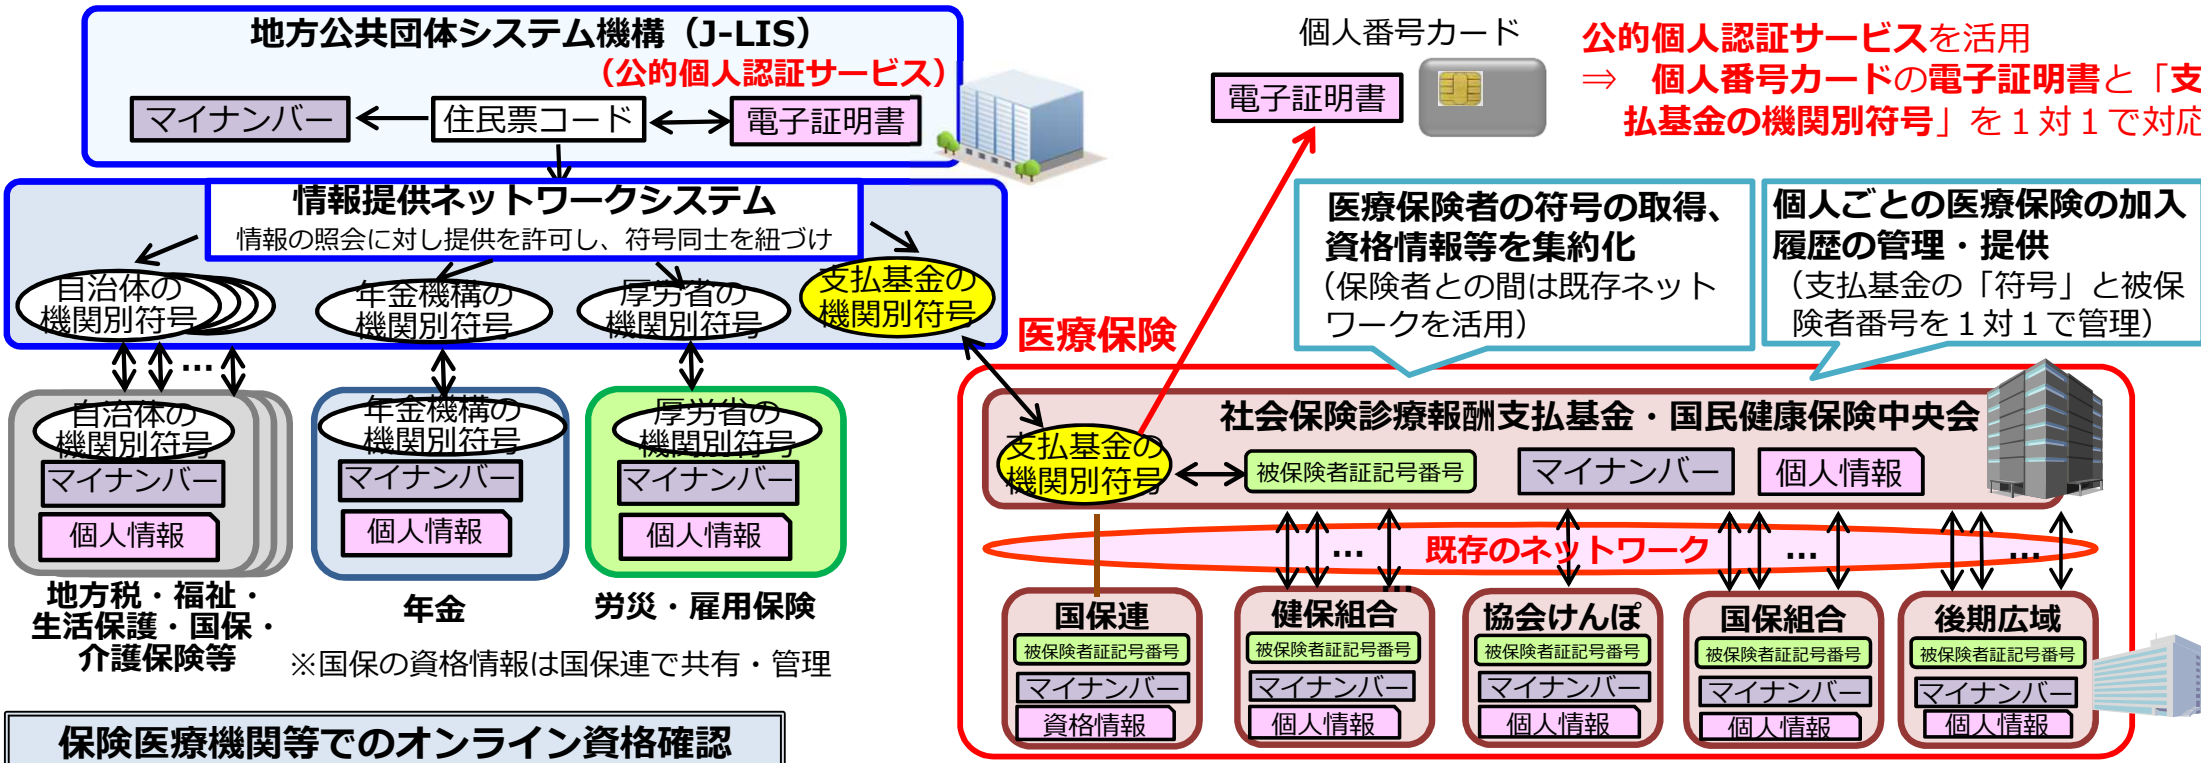 地方公共団体システム機構（J-LIS）
（公的個人認証サービス）
マイナンバー
住民票コード
電子証明書
個人番号カード
電子証明書
公的個人認証サービスを活用
⇒　個人番号カードの電子証明書と「支
払基金の機関別符号」を１対１で対応
情報提供ネットワークシステム
情報の照会に対し提供を許可し、符号同士を紐づけ
自治体の
機関別符号
年金機構の
機関別符号
厚労省の
機関別符号
支払基金の
機関別符号
医療保険者の符号の取得、
資格情報等を集約化
（保険者との間は既存ネット
ワークを活用）
個人ごとの医療保険の加入
履歴の管理・提供
（支払基金の「符号」と被保
険者番号を１対１で管理）
医療保険
…
自治体の
機関別符号
マイナンバー
個人情報
地方税・福祉・
生活保護・国保・
介護保険等
年金機構の
機関別符号
マイナンバー
個人情報
年金
厚労省の
機関別符号
マイナンバー
個人情報
労災・雇用保険
※国保の資格情報は国保連で共有・管理
社会保険診療報酬支払基金・国民健康保険中央会
支払基金の
機関別符号
被保険者証記号番号
マイナンバー
個人情報
…
既存のネットワーク
…
…
…
国保連
被保険者証記号番号
マイナンバー
資格情報
健保組合
被保険者証記号番号
マイナンバー
個人情報
協会けんぽ
被保険者証記号番号
マイナンバー
個人情報
国保組合
被保険者証記号番号
マイナンバー
個人情報
後期広域
被保険者証記号番号
マイナンバー
個人情報
保険医療機関等でのオンライン資格確認